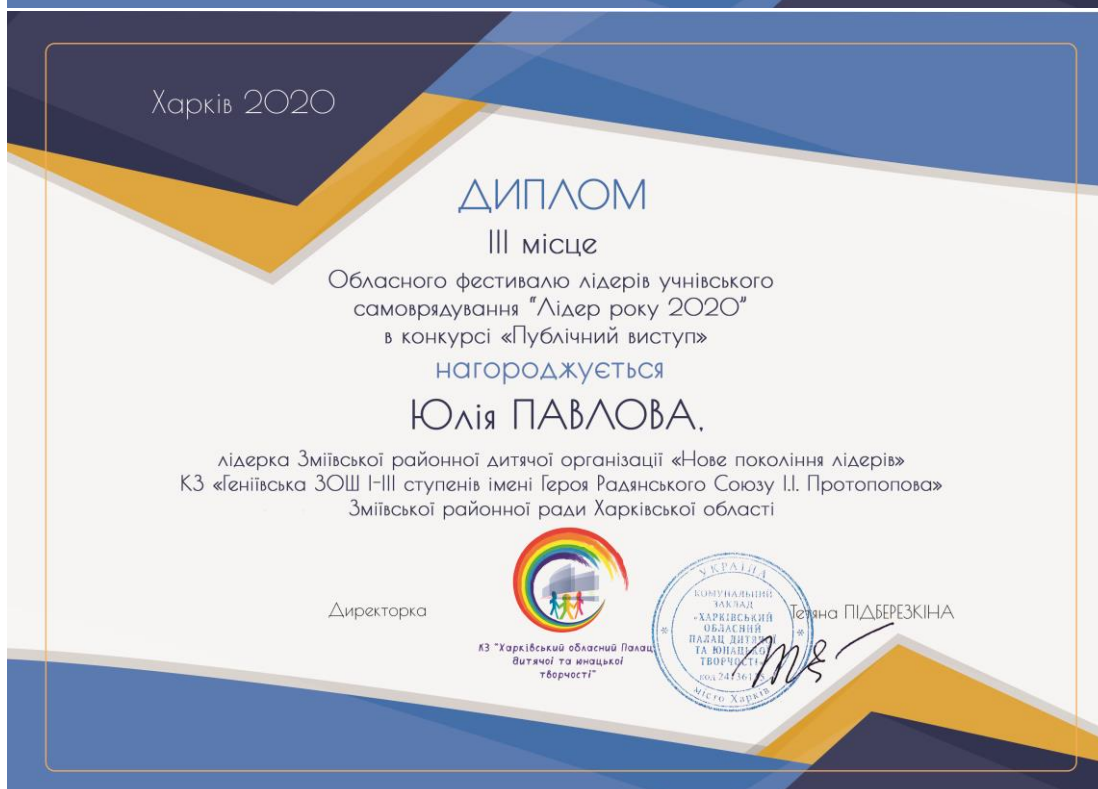 Харків 2020
ДИПЛОМ
III місце
Обласного фестивалю лідерів учнівського
самоврядування "Лідер року 2020"
в конкурсі «Публічний виступ»
нагороджується
Юлія ПАВЛОВА,
лідерка Зміївської районної дитячої організації «Нове покоління лідерів»
КЗ «Геніївська ЗОШ I-III ступенів імені Героя Радянського Союзу І.І. Протопопова»
Зміївської районної ради Харківської області
Директорка
КЗ "Харківський обласний Палац
дитячої та юнацької
творчості"
УКРАЇНА
КОМУНАЛЬНИЙ
ЗАКЛАД
«ХАРКІВСЬКИЙ
ОБЛАСНИЙ
ПАЛАЦ ДИТЯЧОЇ
ТА ЮНАЦЬКОЇ
ТВОРЧОСТІ»
код
місто Харків
Тетяна ПІДБЕРЕЗКІНА